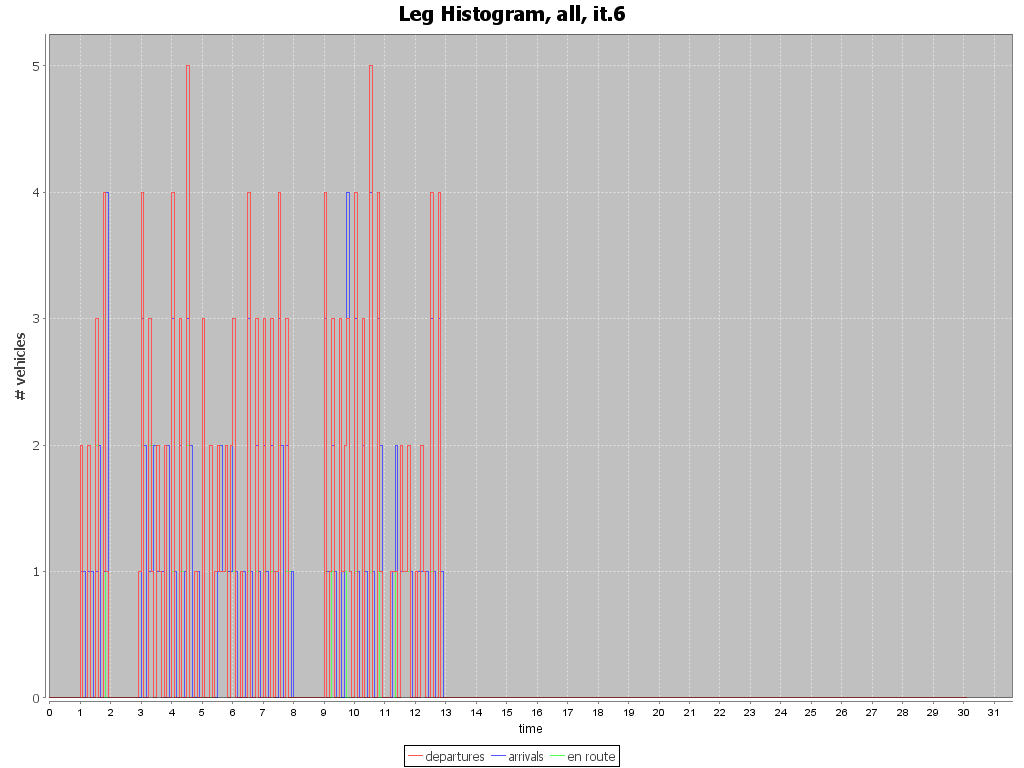 Leg Histogram, all, it.6
# vehicles
5
4
3
2
1
0
0 1 2 3 4 5 6 7 8 9 10 11 12 13 14 15 16 17 18 19 20 21 22 23 24 25 26 27 28 29 30 31
time
departures arrivals en route